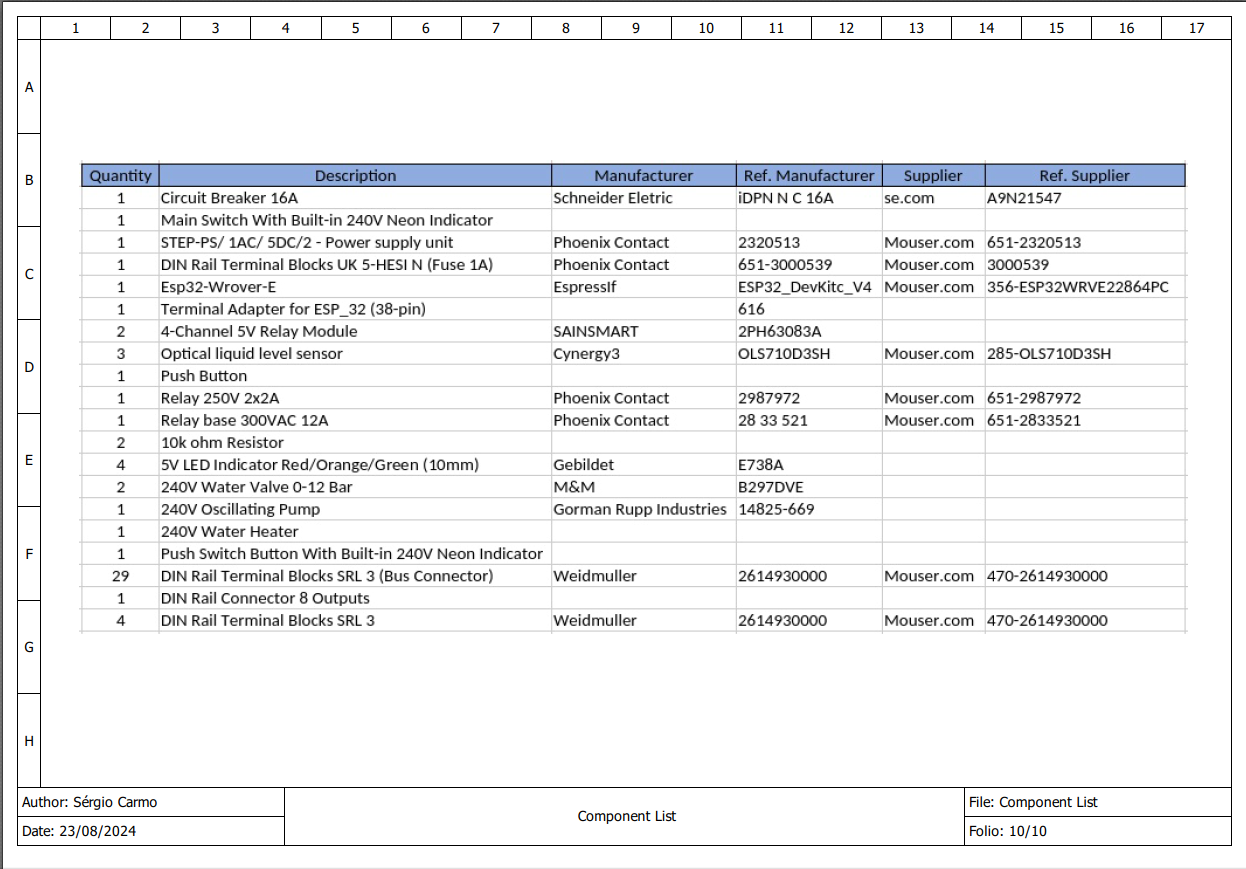 1 2 3 4 5 6 7 8 9 10 11 12 13 14 15 16 17
A
B
C
D
E
F
G
H
Quantity Description Manufacturer Ref. Manufacturer Supplier Ref. Supplier
1 Circuit Breaker 16A Schneider Eletric iDPN N C 16A se.com A9N21547
1 Main Switch With Built-in 240V Neon Indicator
1 STEP-PS/ 1AC/ 5DC/2 - Power supply unit Phoenix Contact 2320513 Mouser.com 651-2320513
1 DIN Rail Terminal Blocks UK 5-HESI N (Fuse 1A) Phoenix Contact 651-3000539 Mouser.com 3000539
1 Esp32-Wrover-E EspressIf ESP32_DevKitc_V4 Mouser.com 356-ESP32WRVE22864PC
1 Terminal Adapter for ESP_32 (38-pin) 616
2 4-Channel 5V Relay Module SAINSMART 2PH63083A
3 Optical liquid level sensor Cynergy3 OLS710D3SH Mouser.com 285-OLS710D3SH
1 Push Button
1 Relay 250V 2x2A Phoenix Contact 2987972 Mouser.com 651-2987972
1 Relay base 300VAC 12A Phoenix Contact 28 33 521 Mouser.com 651-2833521
2 10k ohm Resistor
4 5V LED Indicator Red/Orange/Green (10mm) Gebildet E738A
2 240V Water Valve 0-12 Bar M&M B297DVE
1 240V Oscillating Pump Gorman Rupp Industries 14825-669
1 240V Water Heater
1 Push Switch Button With Built-in 240V Neon Indicator
29 DIN Rail Terminal Blocks SRL 3 (Bus Connector) Weidmuller 2614930000 Mouser.com 470-2614930000
1 DIN Rail Connector 8 Outputs
4 DIN Rail Terminal Blocks SRL 3 Weidmuller 2614930000 Mouser.com 470-2614930000
Author: Sérgio Carmo
Date: 23/08/2024
Component List
File: Component List
Folio: 10/10